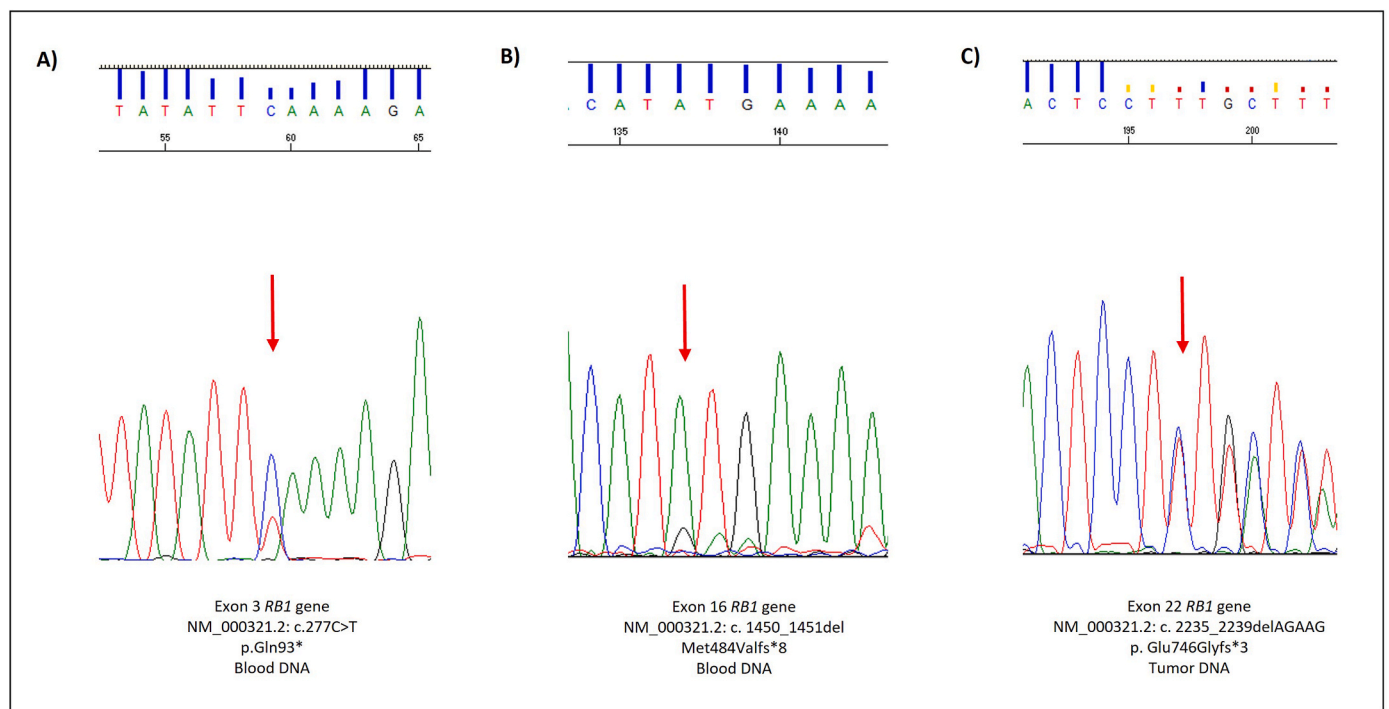 A)
T A T A T T C A A A A G A
55 60 65
Exon 3 RB1 gene
NM_000321.2: c.277C>T
p.Gln93*
Blood DNA
B)
C A T A T G A A A A
135 140
Exon 16 RB1 gene
NM_000321.2: c. 1450_1451del
Met484Valfs*8
Blood DNA
C)
A C T C C T T T G C T T T
195 200
Exon 22 RB1 gene
NM_000321.2: c. 2235_2239delAGAAG
p. Glu746Glyfs*3
Tumor DNA